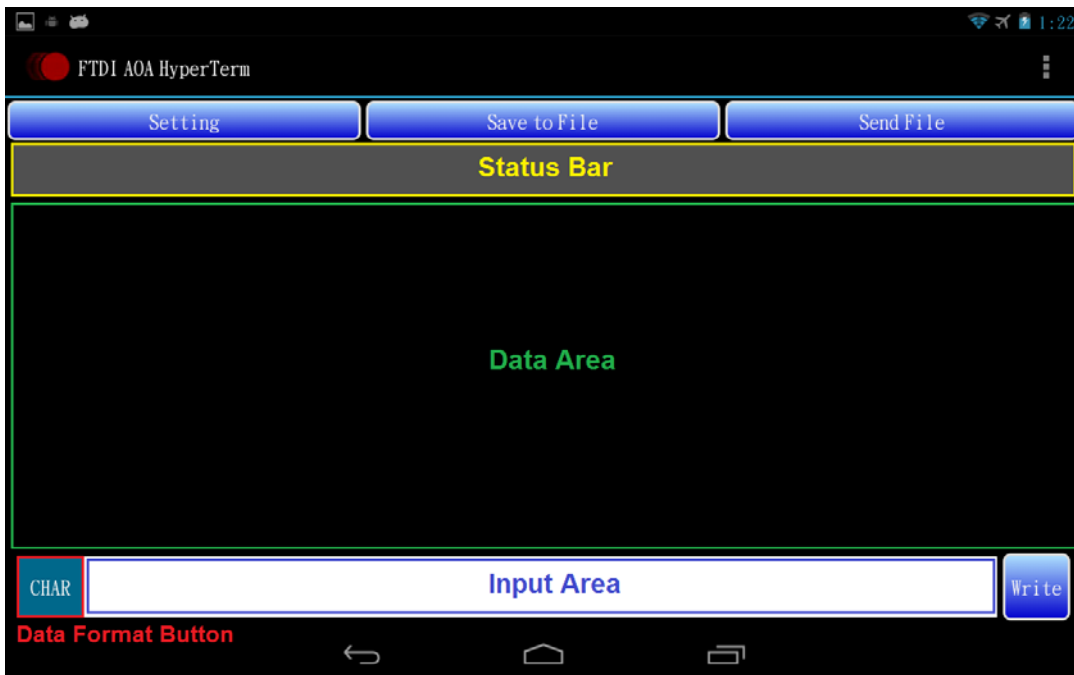 1:22
FTDI AOA HyperTerm
Setting Save to File Send File
Status Bar
Data Area
CHAR Input Area Write
Data Format Button